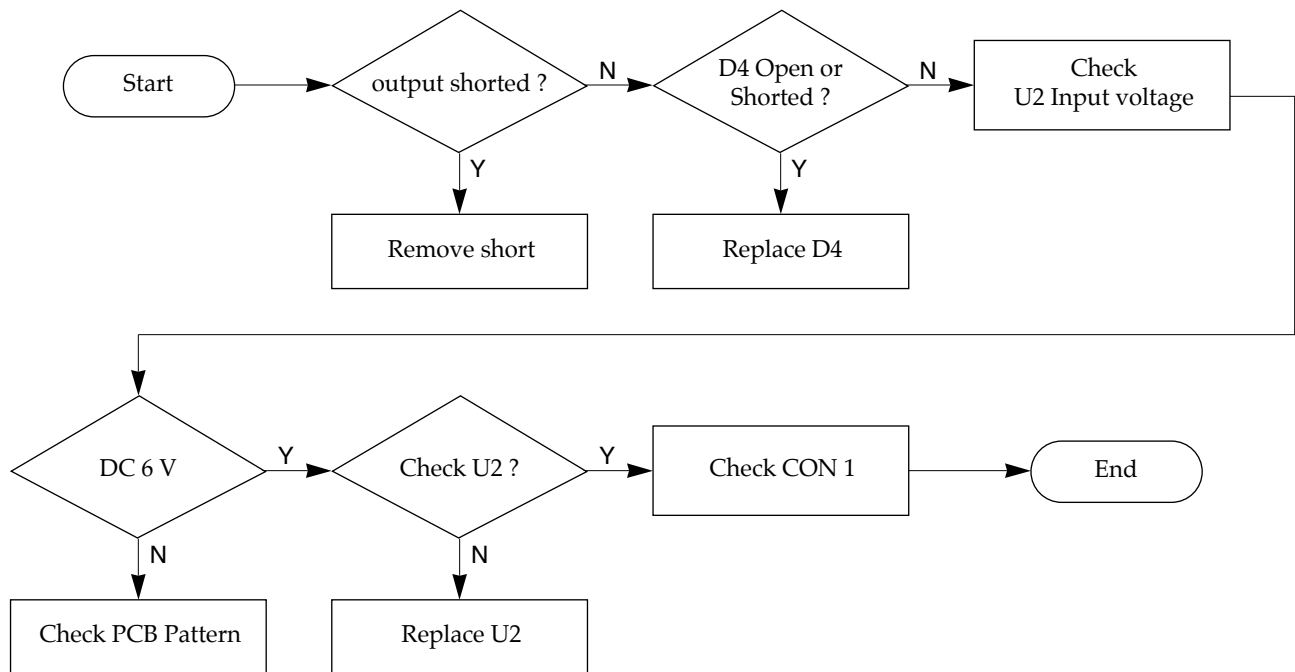 Start
output shorted ?
N
D4 Open or
Shorted ?
N
Check
U2 Input voltage
Y
Y
Remove short
Replace D4
DC 6 V
Y
Check U2 ?
Y
Check CON 1
End
N
N
Check PCB Pattern
Replace U2